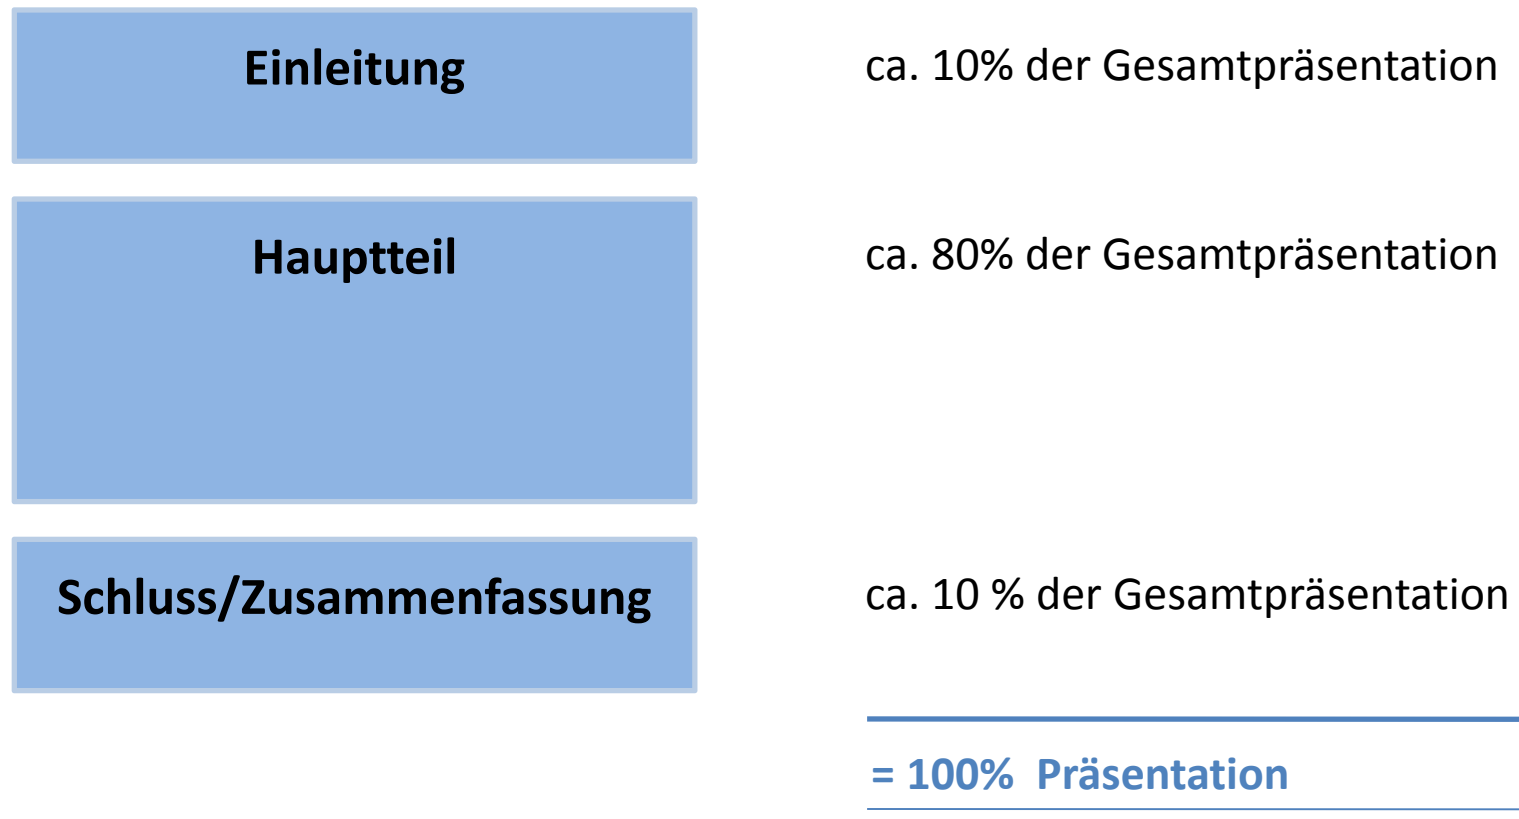 Einleitung
ca. 10% der Gesamtpräsentation
Hauptteil
ca. 80% der Gesamtpräsentation
Schluss/Zusammenfassung
ca. 10 % der Gesamtpräsentation
= 100% Präsentation